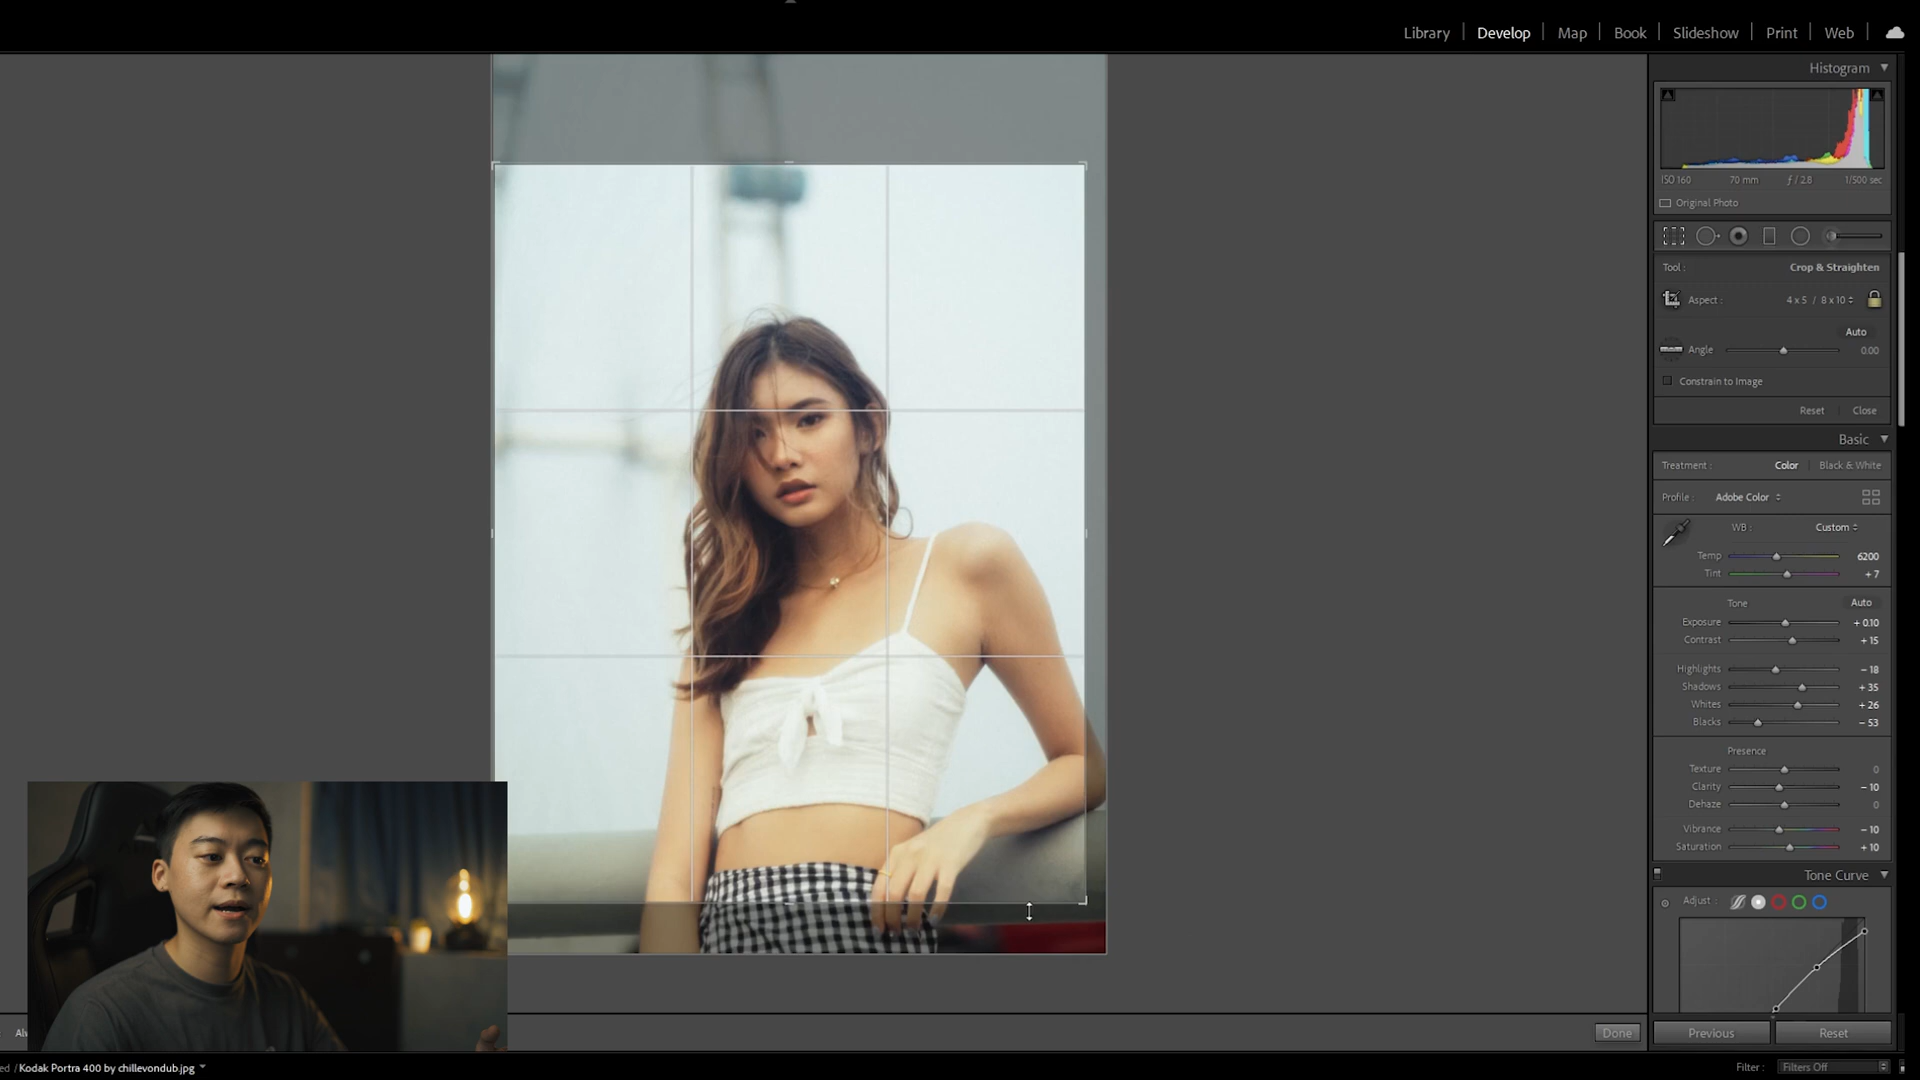 Library | Develop | Map | Book | Slideshow | Print | Web |
Histogram
ISO 160 70 mm ƒ / 2.8 1/500 sec
Original Photo
Tool : Crop & Straighten
Aspect : 4 x 5 / 8 x 10
Auto
Angle 0.00
Constrain to Image
Reset Close
Basic
Treatment : Color Black & White
Profile : Adobe Color
WB : Custom
Temp 6200
Tint + 7
Tone Auto
Exposure + 0.10
Contrast + 15
Highlights - 18
Shadows + 35
Whites + 26
Blacks - 53
Presence
Texture 0
Clarity - 10
Dehaze 0
Vibrance - 10
Saturation + 10
Tone Curve
Adjust :
Done Previous Reset
/ Kodak Portra 400 by chillevondub.jpg
Filter : Filters Off